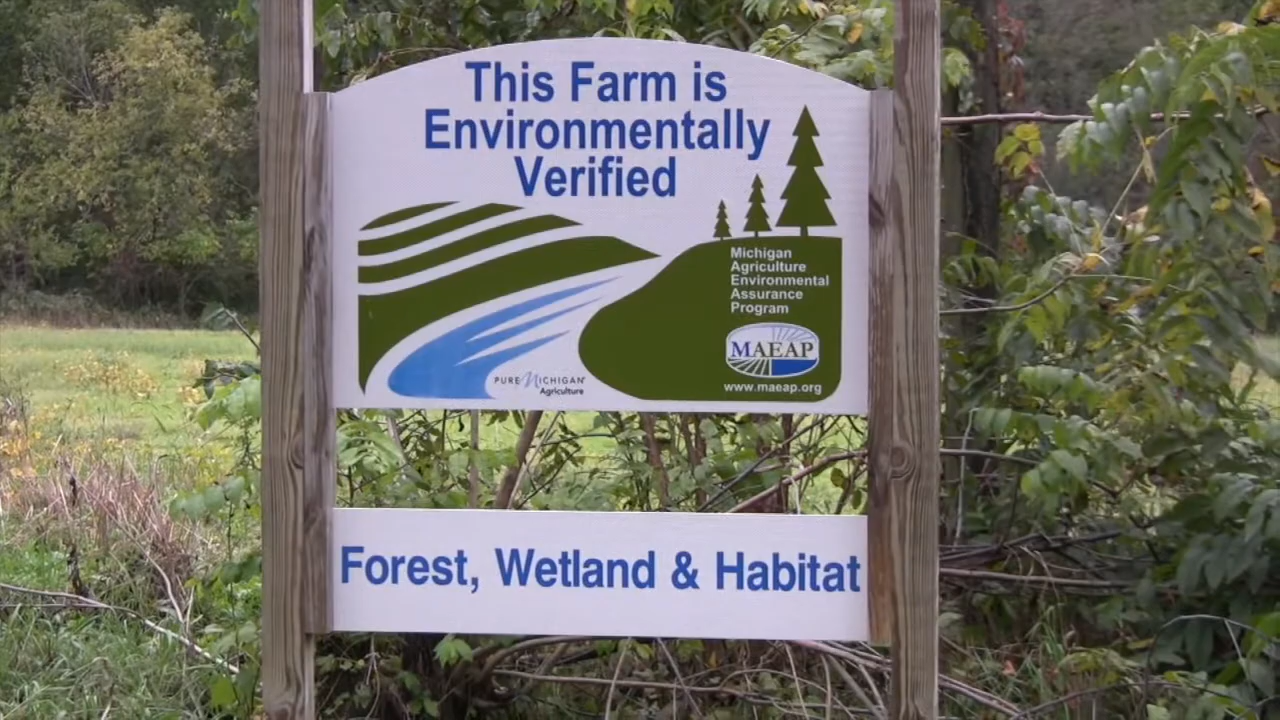 This Farm is
Environmentally
Verified
Michigan
Agriculture
Environmental
Assurance
Program
MAEAP
www.maeap.org
PURE MICHIGAN
Agriculture
Forest, Wetland & Habitat